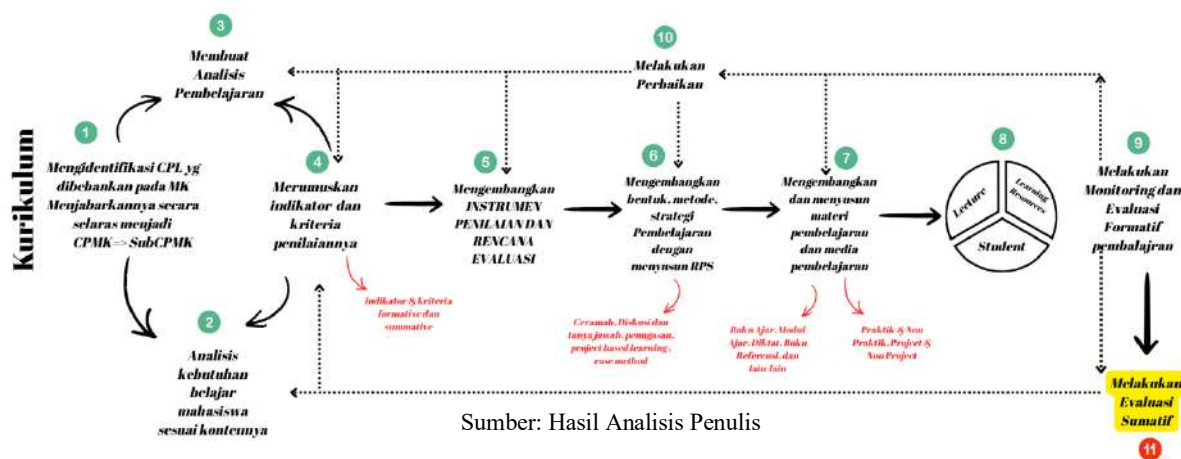 Kurikulum
1
Mengidentifikasi CPL yg
dibebankan pada MK
Menjabarkannya secara
selaras menjadi
CPMK=> SubCPMK
3
Membuat
Analisis
Pembelajaran
2
Analisis
kebutuhan
belajar
mahasiswa
sesuai kontennya
4
Merumuskan
indikator dan
kriteria
penilaiannya
indikator & kriteria
formative dan
summative
5
Mengembangkan
INSTRUMEN
PENILAIAN DAN
RENCANA
EVALUASI
10
Melakukan
Perbaikan
6
Mengembangkan
bentuk, metode,
strategi
Pembelajaran
dengan
menyusun RPS
Ceramah, Diskusi dan
tanya jawab, penugasan,
project based learning,
case method
7
Mengembangkan
dan menyusun
materi
pembelajaran
dan media
pembelajaran
Buku Ajar, Modul
Ajar, Diktat, Buku
Referensi, dan
lain lain
Praktik & Non
Praktik, Project &
Non Project
8
Lecture
Learning
Resources
Student
9
Melakukan
Monitoring dan
Evaluasi
Formatif
pembalajran
Melakukan
Evaluasi
Sumatif
11
Sumber: Hasil Analisis Penulis